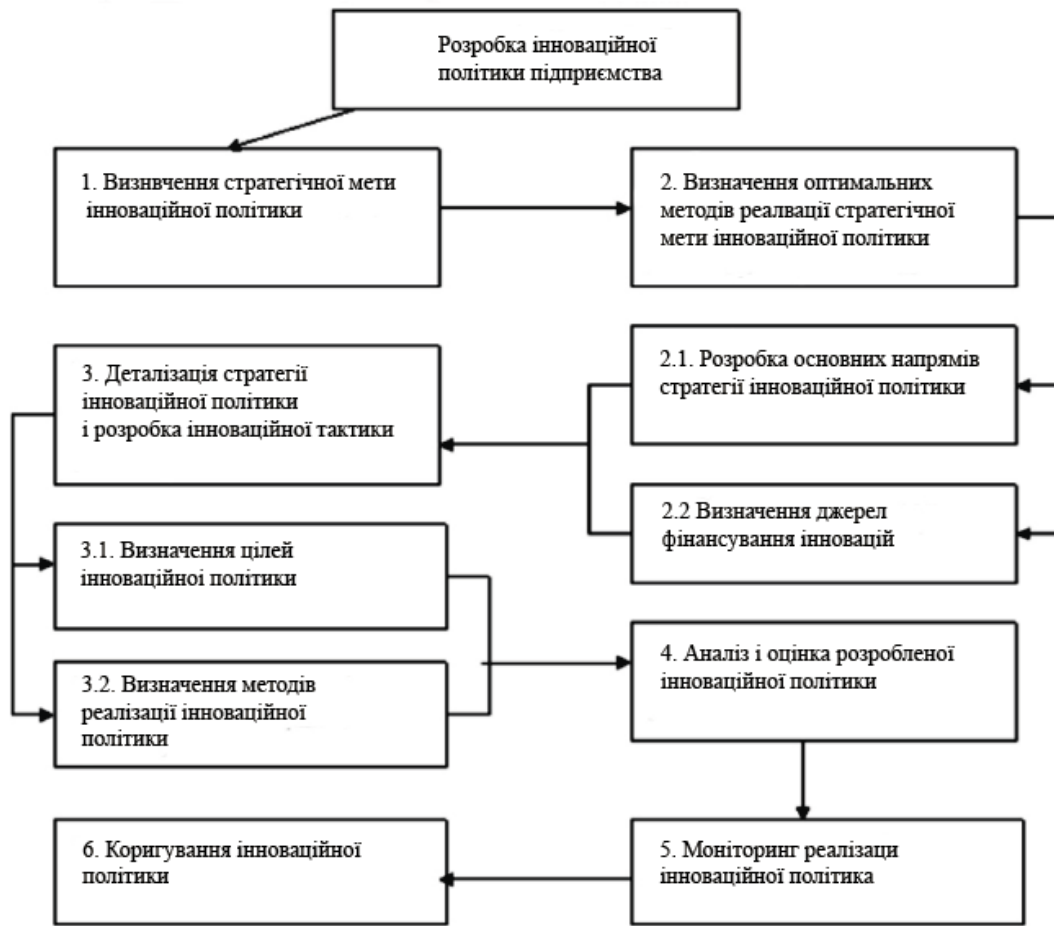 Розробка інноваційної
політики підприємства
1. Визнвчення стратегічної мети
інноваційної політики
2. Визначення оптимальних
методів реалвації стратегічної
мети інноваційної політики
3. Деталізація стратегії
інноваційної політики
і розробка інноваційної тактики
2.1. Розробка основних напрямів
стратегії інноваційної політики
2.2 Визначення джерел
фінансування інновацій
3.1. Визначення цілей
інноваційноі політики
3.2. Визначення методів
реалізації інноваційної
політики
4. Аналіз і оцінка розробленої
інноваційної політики
5. Моніторинг реалізаци
інноваційної політика
6. Коригування інноваційної
політики